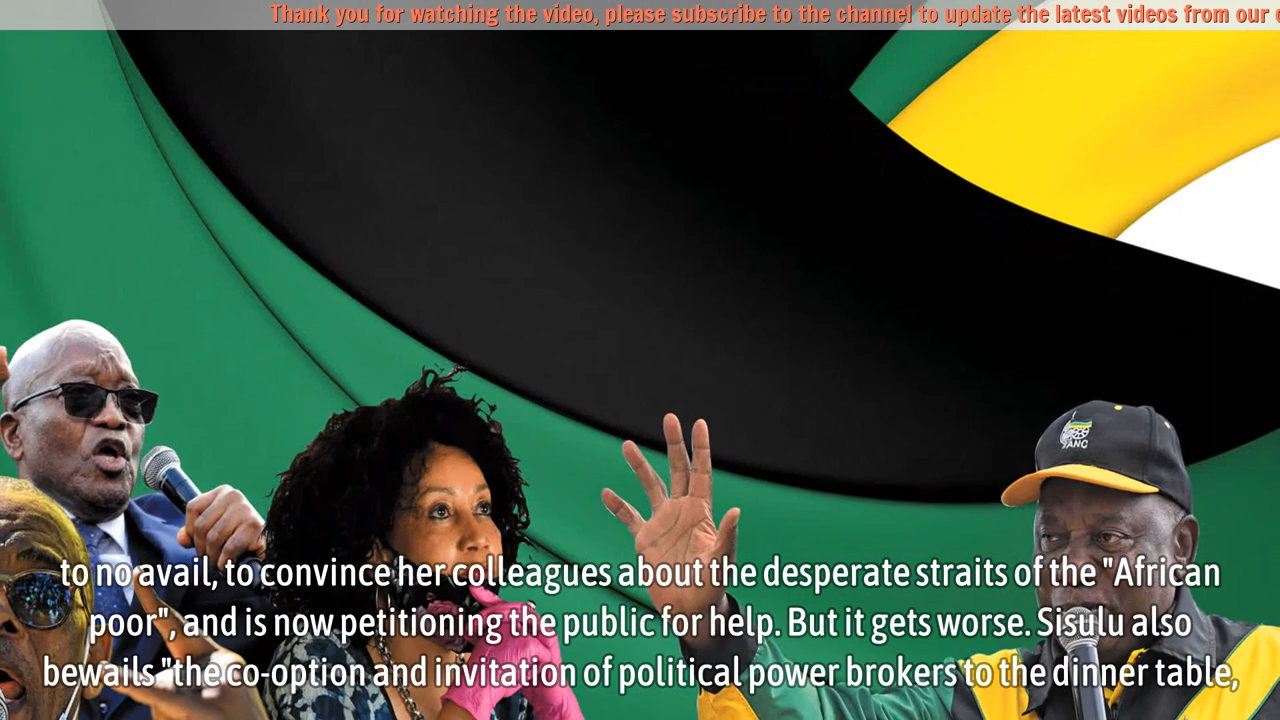 Thank you for watching the video, please subscribe to the channel to update the latest videos from our
ANC
to no avail, to convince her colleagues about the desperate straits of the "African
poor", and is now petitioning the public for help. But it gets worse. Sisulu also
bewails "the co-option and invitation of political power brokers to the dinner table,